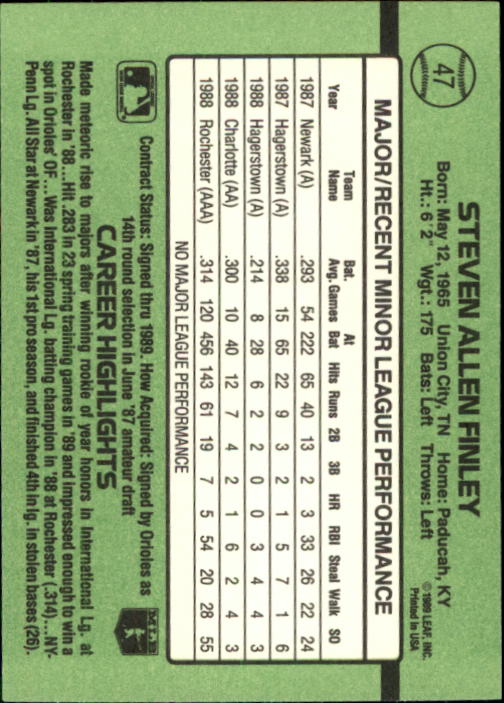 47
STEVEN ALLEN FINLEY
Born: May 12, 1965 Union City, TN Home: Paducah, KY
Ht.: 6' 2" Wgt.: 175 Bats: Left Throws: Left
© 1989 LEAF, INC.
Printed in USA
MAJOR/RECENT MINOR LEAGUE PERFORMANCE
Year Team Name Bat. Avg. Games At Bat Hits Runs 2B 3B HR RBI Steal Walk SO
1987 Newark (A) .293 54 222 65 40 13 2 3 33 26 22 24
1987 Hagerstown (A) .338 15 65 22 9 3 2 1 5 7 1 6
1988 Hagerstown (A) .214 8 28 6 2 2 0 0 3 4 4 3
1988 Charlotte (AA) .300 10 40 12 7 4 2 1 6 2 4 3
1988 Rochester (AAA) .314 120 456 143 61 19 7 5 54 20 28 55
NO MAJOR LEAGUE PERFORMANCE
Contract Status: Signed thru 1989. How Acquired: Signed by Orioles as
14th round selection in June '87 amateur draft
CAREER HIGHLIGHTS
MLB
Made meteoric rise to majors after winning rookie of year honors in International Lg. at
Rochester in '88...Hit .283 in 23 spring training games in '89 and impressed enough to win a
spot in Orioles' OF...Was International Lg. batting champion in '88 at Rochester (.314)...NY-
Penn Lg. All Star at Newark in '87, his 1st pro season, and finished 4th in lg. in stolen bases (26).